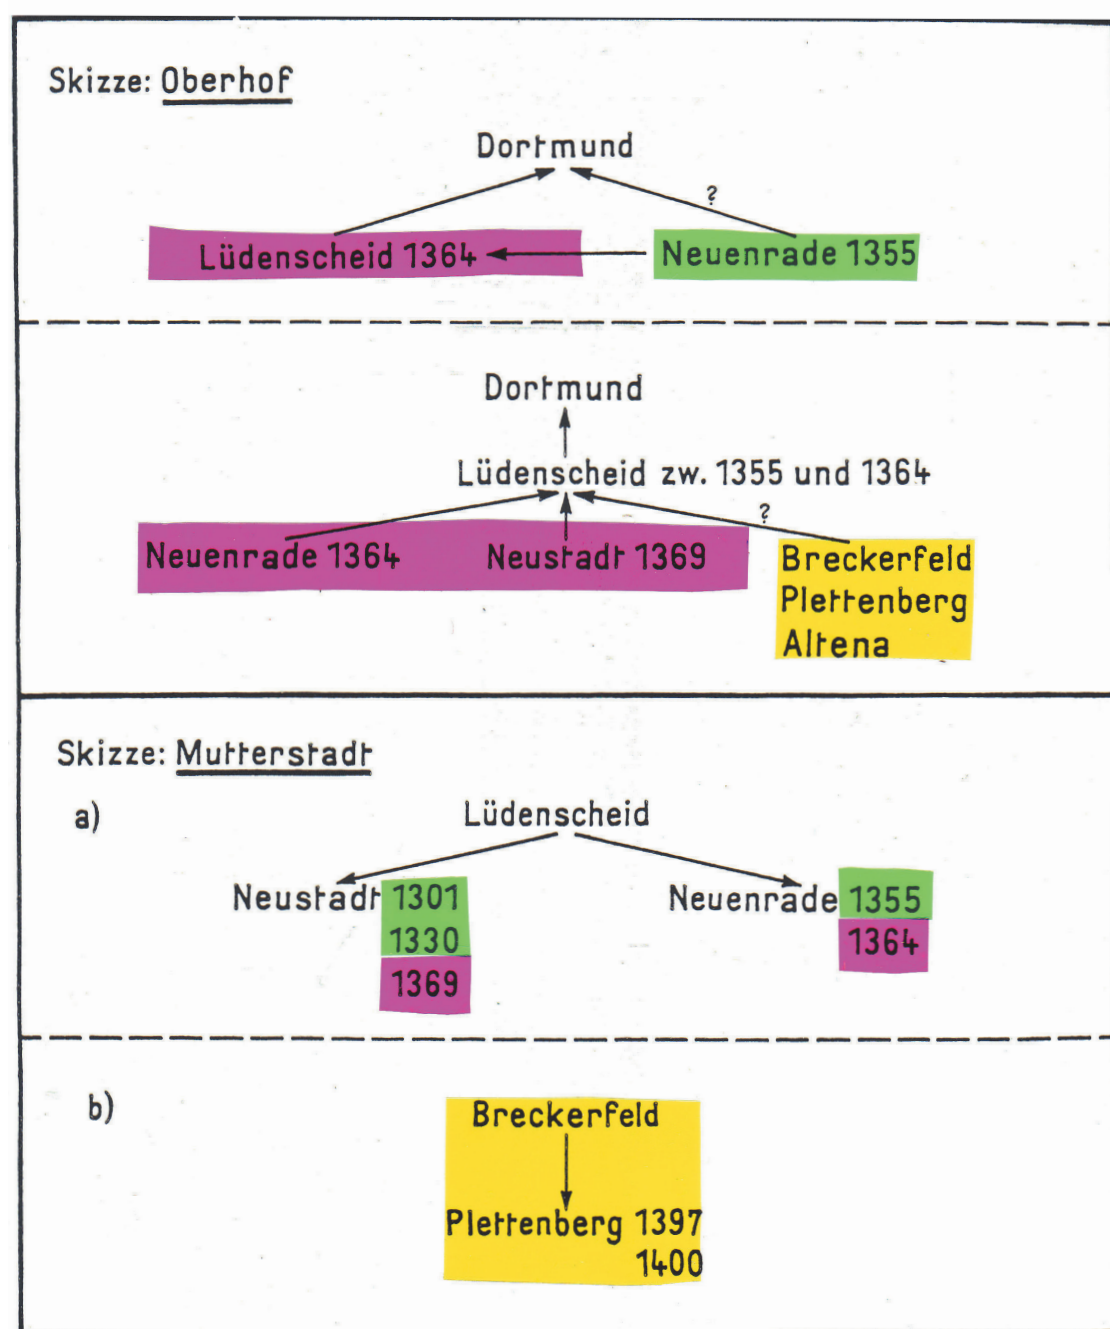 Skizze: Oberhof
Dortmund
?
Lüdenscheid 1364
Neuenrade 1355
Dortmund
Lüdenscheid zw. 1355 und 1364
?
Neuenrade 1364
Neustadt 1369
Breckerfeld
Plettenberg
Altena
Skizze: Mutterstadt
a)
Lüdenscheid
Neustadt 1301
1330
1369
Neuenrade 1355
1364
b)
Breckerfeld
Plettenberg 1397
1400